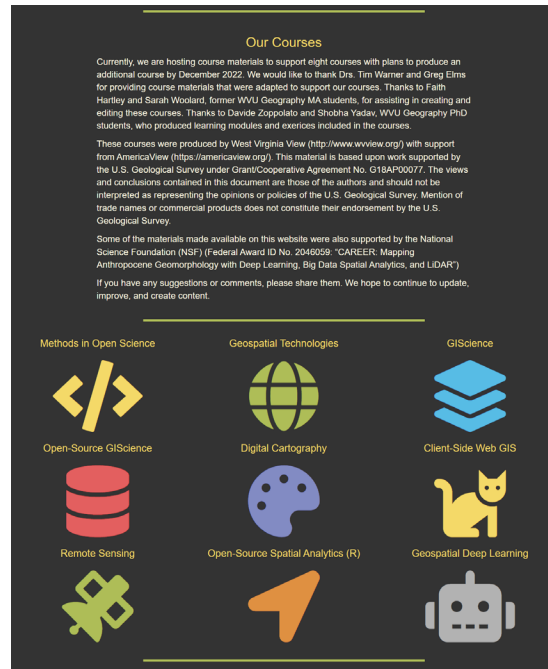 Our Courses
Currently, we are hosting course materials to support eight courses with plans to produce an
additional course by December 2022. We would like to thank Drs. Tim Warner and Greg Elms
for providing course materials that were adapted to support our courses. Thanks to Faith
Hartley and Sarah Woolard, former WVU Geography MA students, for assisting in creating and
editing these courses. Thanks to Davide Zoppolato and Shobha Yadav, WVU Geography PhD
students, who produced learning modules and exerices included in the courses.
These courses were produced by West Virginia View (http://www.wvview.org/) with support
from AmericaView (https://americaview.org/). This material is based upon work supported by
the U.S. Geological Survey under Grant/Cooperative Agreement No. G18AP00077. The views
and conclusions contained in this document are those of the authors and should not be
interpreted as representing the opinions or policies of the U.S. Geological Survey. Mention of
trade names or commercial products does not constitute their endorsement by the U.S.
Geological Survey.
Some of the materials made available on this website were also supported by the National
Science Foundation (NSF) (Federal Award ID No. 2046059: “CAREER: Mapping
Anthropocene Geomorphology with Deep Learning, Big Data Spatial Analytics, and LiDAR”)
If you have any suggestions or comments, please share them. We hope to continue to update,
improve, and create content.
Methods in Open Science
Geospatial Technologies
GIScience
Open-Source GIScience
Digital Cartography
Client-Side Web GIS
Remote Sensing
Open-Source Spatial Analytics (R)
Geospatial Deep Learning